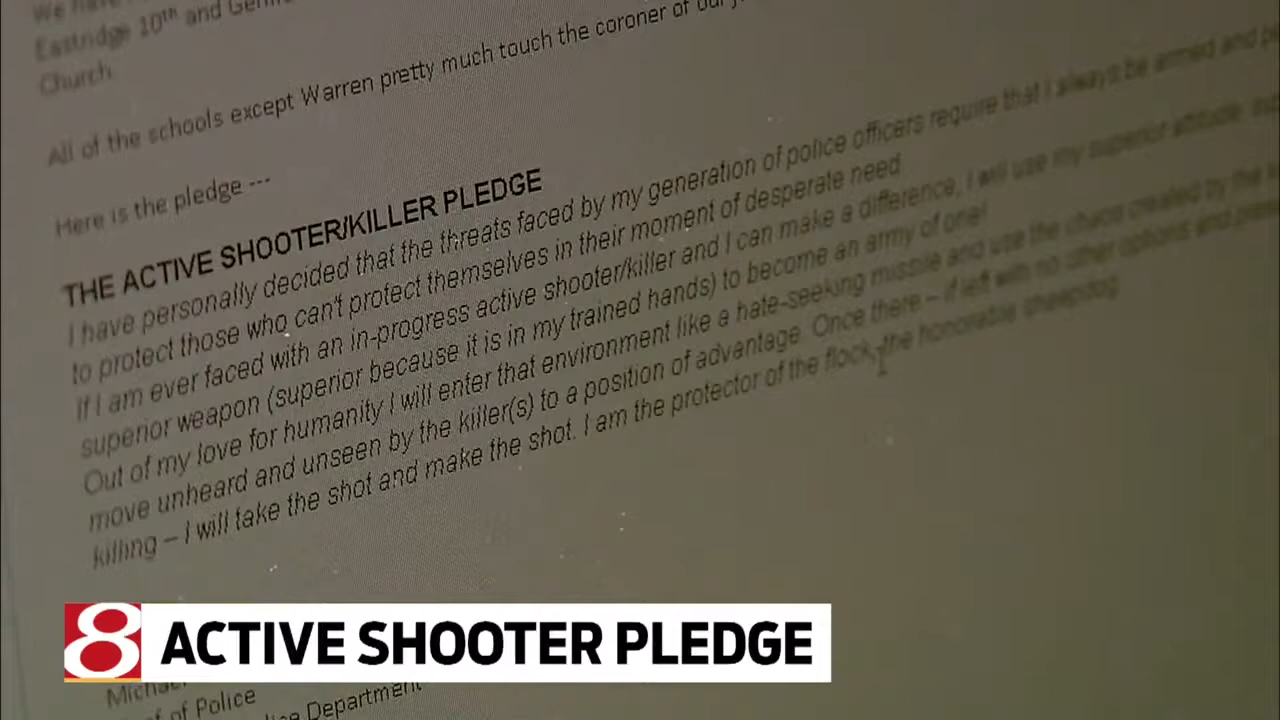 We have
Eastridge 10th and
Church
All of the schools except Warren pretty much touch the coroner of our
Here is the pledge ---
THE ACTIVE SHOOTER/KILLER PLEDGE
I have personally decided that the threats faced by my generation of police officers require that I always be armed and
to protect those who can't protect themselves in their moment of desperate need.
If I am ever faced with an in-progress active shooter/killer and I can make a difference, I will use my superior attitude
superior weapon (superior because it is in my trained hands) to become an army of one!
Out of my love for humanity I will enter that environment like a hate-seeking missile and use the chaos created by the
move unheard and unseen by the killer(s) to a position of advantage. Once there – if left with no other options and
killing – I will take the shot and make the shot. I am the protector of the flock, the honorable sheepdog.
8 ACTIVE SHOOTER PLEDGE
Michael
of Police
Department